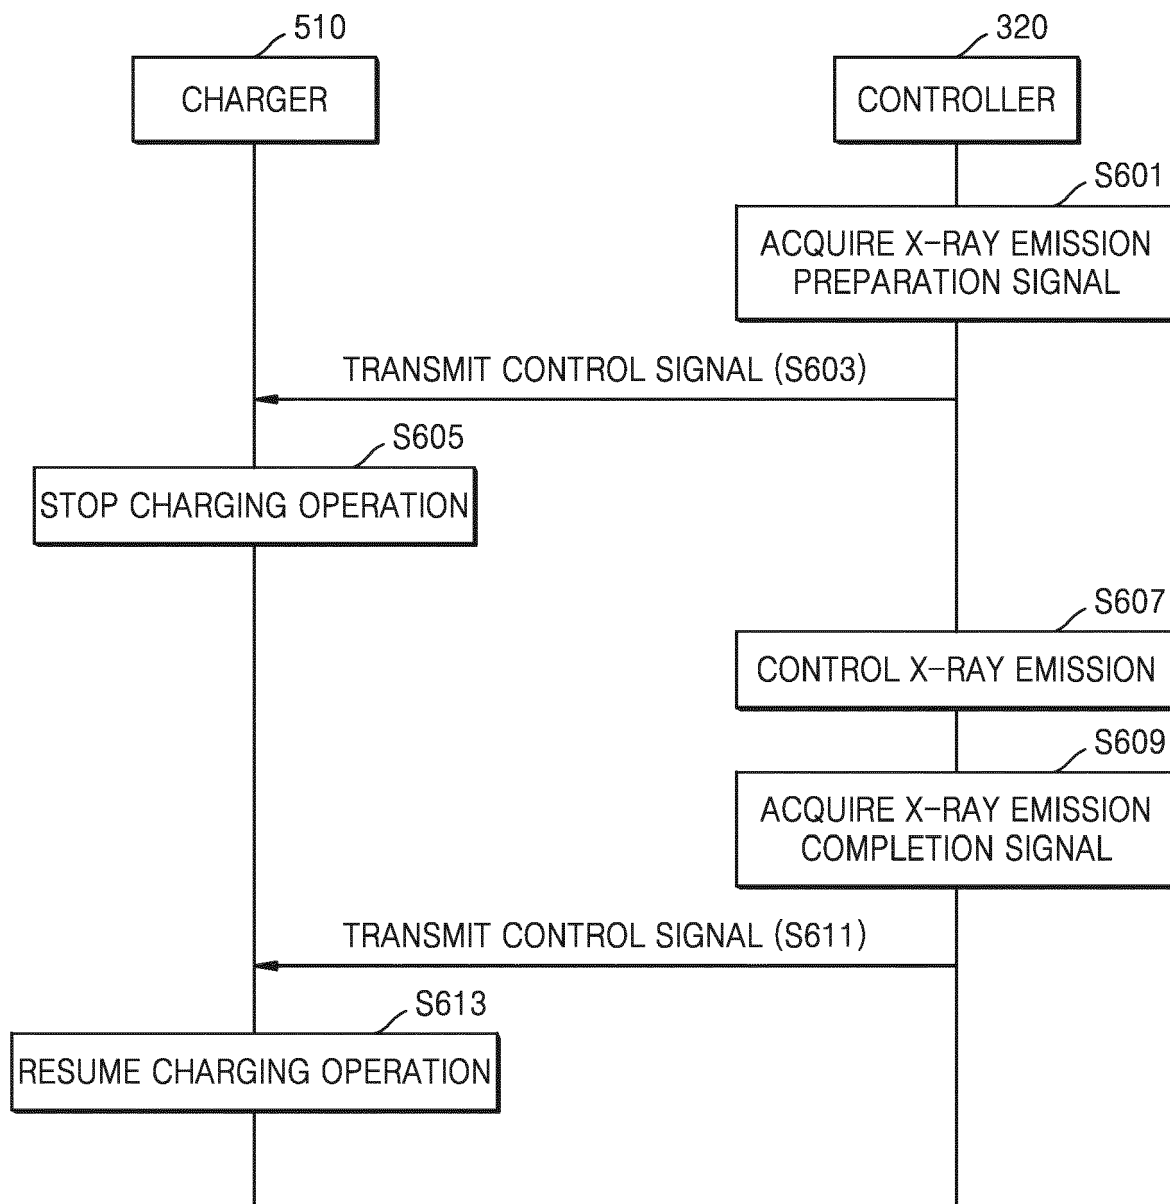 510
320
CHARGER
CONTROLLER
S601
ACQUIRE X-RAY EMISSION
PREPARATION SIGNAL
TRANSMIT CONTROL SIGNAL (S603)
S605
STOP CHARGING OPERATION
S607
CONTROL X-RAY EMISSION
S609
ACQUIRE X-RAY EMISSION
COMPLETION SIGNAL
TRANSMIT CONTROL SIGNAL (S611)
S613
RESUME CHARGING OPERATION